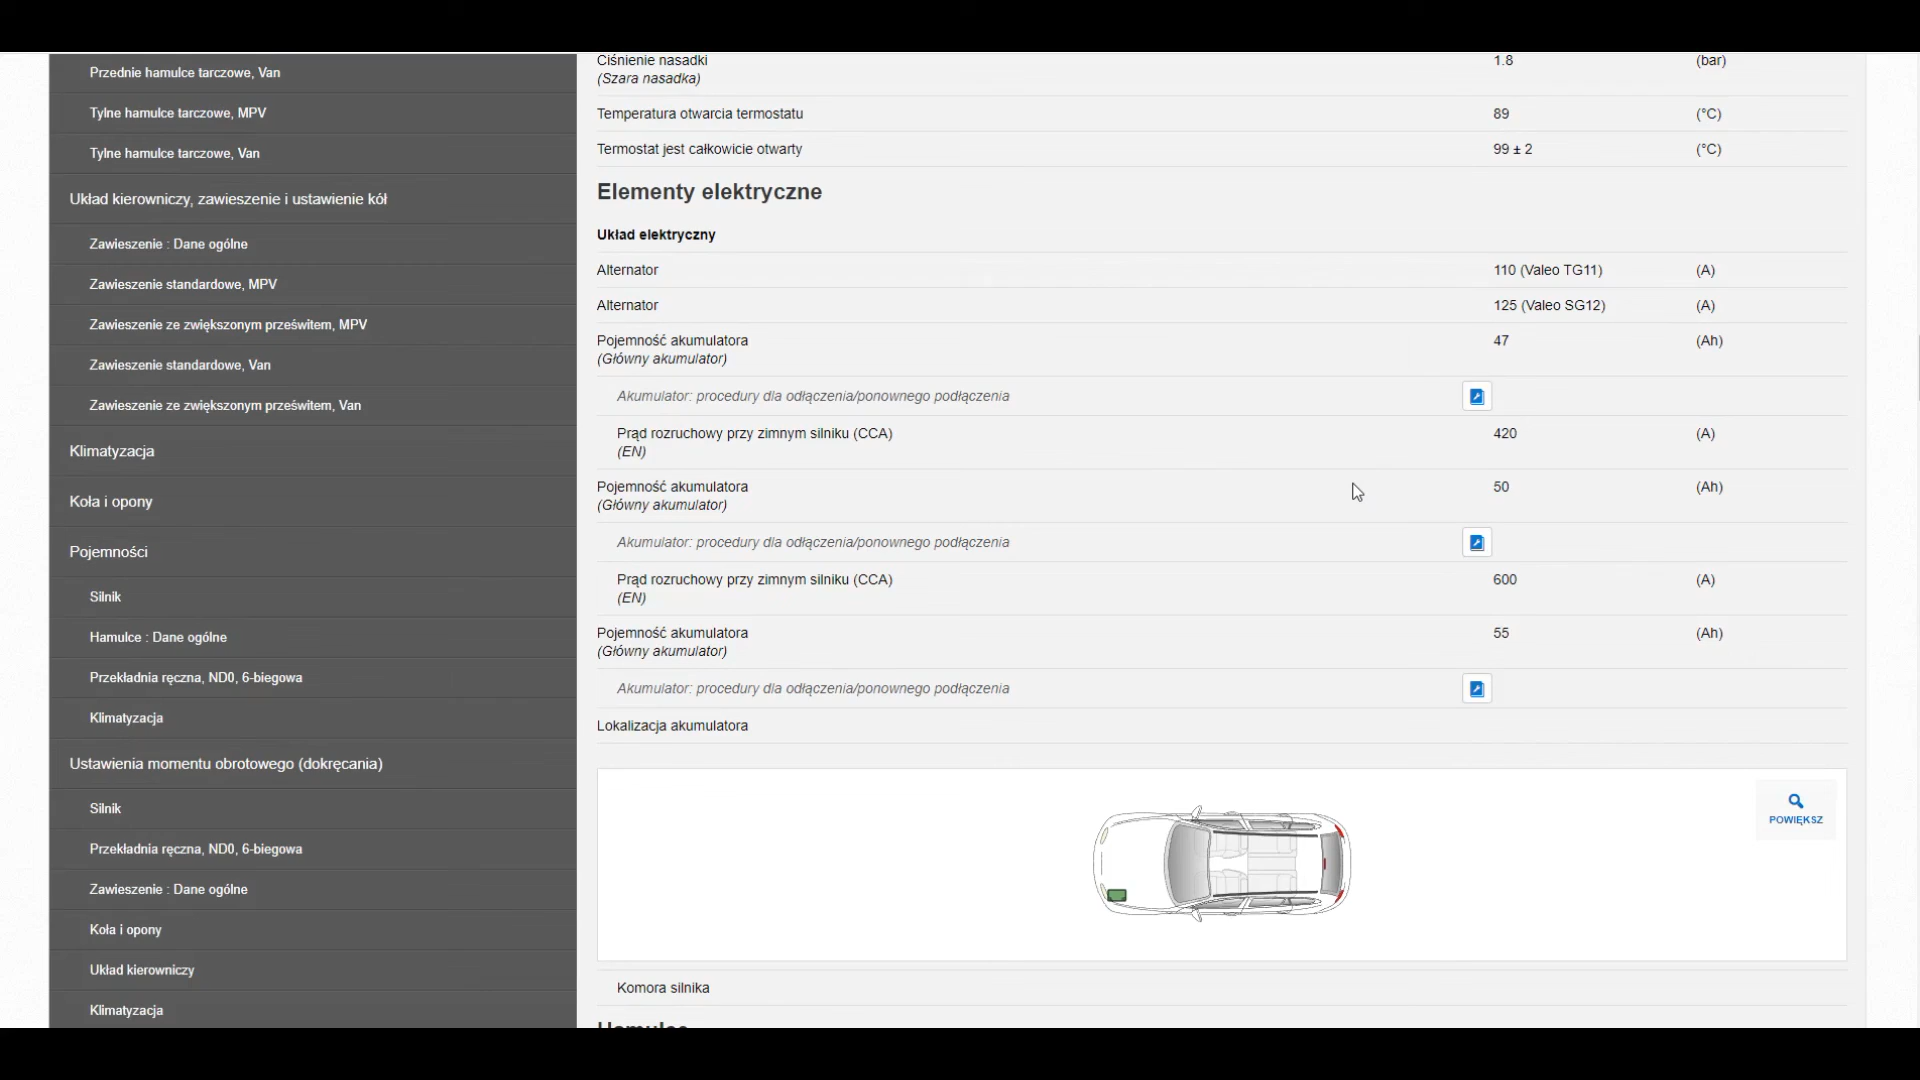 Przednie hamulce tarczowe, Van
Tylne hamulce tarczowe, MPV
Tylne hamulce tarczowe, Van
Układ kierowniczy, zawieszenie i ustawienie kół
Zawieszenie : Dane ogólne
Zawieszenie standardowe, MPV
Zawieszenie ze zwiększonym prześwitem, MPV
Zawieszenie standardowe, Van
Zawieszenie ze zwiększonym prześwitem, Van
Klimatyzacja
Koła i opony
Pojemności
Silnik
Hamulce : Dane ogólne
Przekładnia ręczna, ND0, 6-biegowa
Klimatyzacja
Ustawienia momentu obrotowego (dokręcania)
Silnik
Przekładnia ręczna, ND0, 6-biegowa
Zawieszenie : Dane ogólne
Koła i opony
Układ kierowniczy
Klimatyzacja
Ciśnienie nasadki 1.8 (bar)
(Szara nasadka)
Temperatura otwarcia termostatu 89 (°C)
Termostat jest całkowicie otwarty 99 ± 2 (°C)
Elementy elektryczne
Układ elektryczny
Alternator 110 (Valeo TG11) (A)
Alternator 125 (Valeo SG12) (A)
Pojemność akumulatora 47 (Ah)
(Główny akumulator)
Akumulator: procedury dla odłączenia/ponownego podłączenia
Prąd rozruchowy przy zimnym silniku (CCA) 420 (A)
(EN)
Pojemność akumulatora 50 (Ah)
(Główny akumulator)
Akumulator: procedury dla odłączenia/ponownego podłączenia
Prąd rozruchowy przy zimnym silniku (CCA) 600 (A)
(EN)
Pojemność akumulatora 55 (Ah)
(Główny akumulator)
Akumulator: procedury dla odłączenia/ponownego podłączenia
Lokalizacja akumulatora
POWIĘKSZ
Komora silnika
Hamulce